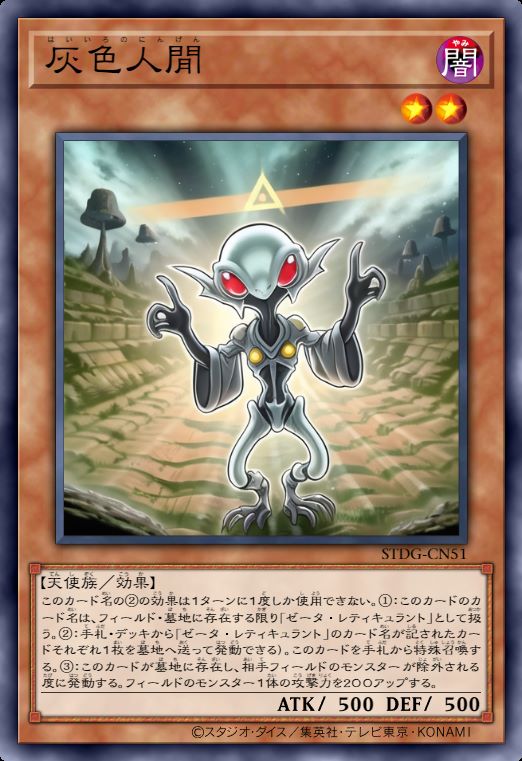 はいいろのにんげん
灰色人間
やみ
闇
STDG-CN51
【天使族/効果】
このカード名の②の効果は1ターンに1度しか使用できない。①:このカードのカ
ード名は、フィールド・墓地に存在する限り「ゼータ・レティキュラント」として扱
う。②:手札・デッキから「ゼータ・レティキュラント」のカード名が記されたカー
ドそれぞれ1枚を墓地へ送って発動できる)。このカードを手札から特殊召喚す
る。③:このカードが墓地に存在し、相手フィールドのモンスターが除外される
度に発動する。フィールドのモンスター1体の攻撃力を200アップする。
ATK/ 500 DEF/ 500
©スタジオ・ダイス/集英社・テレビ東京・KONAMI